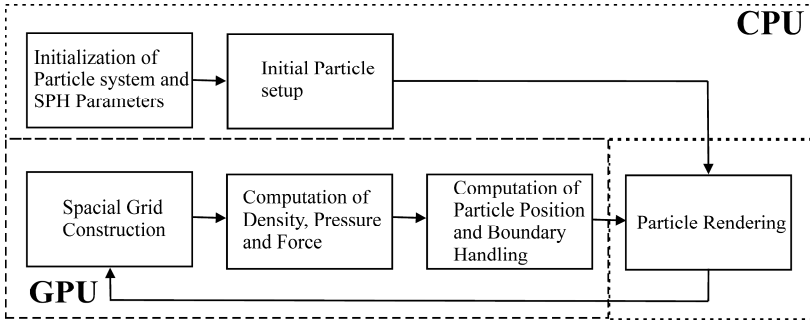 CPU
Initialization of
Particle system and
SPH Parameters
Initial Particle
setup
Spacial Grid
Construction
Computation of
Density, Pressure
and Force
Computation of
Particle Position
and Boundary
Handling
Particle Rendering
GPU